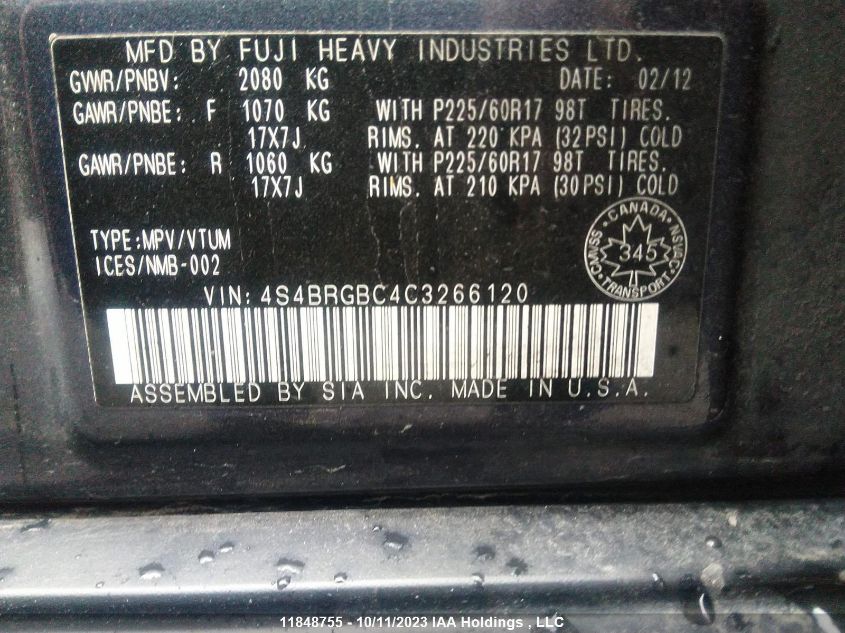 MFD BY FUJI HEAVY INDUSTRIES LTD.
GVWR/PNBV: 2080 KG DATE: 02/12
GAWR/PNBE: F 1070 KG WITH P225/60R17 98T TIRES.
17X7J RIMS. AT 220 KPA (32PSI) COLD
GAWR/PNBE: R 1060 KG WITH P225/60R17 98T TIRES.
17X7J RIMS. AT 210 KPA (30PSI) COLD
TYPE:MPV/VTUM
ICES/NMB-002
CANADA
CMVSS 345 NSVAC
TRANSPORT
VIN: 4S4BRGBC4C3266120
ASSEMBLED BY SIA INC. MADE IN U.S.A.
11848755 - 10/11/2023 IAA Holdings , LLC